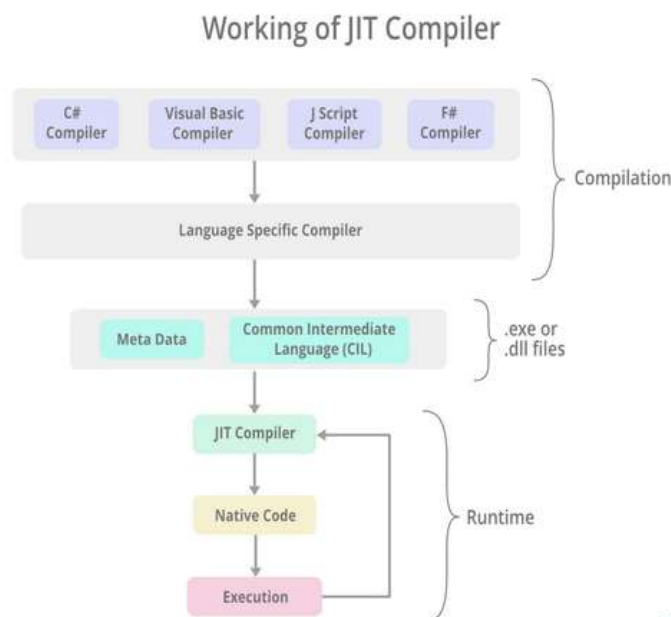 Working of JIT Compiler
C#
Compiler
Visual Basic
Compiler
J Script
Compiler
F#
Compiler
Compilation
Language Specific Compiler
Meta Data
Common Intermediate
Language (CIL)
.exe or
.dll files
JIT Compiler
Native Code
Runtime
Execution